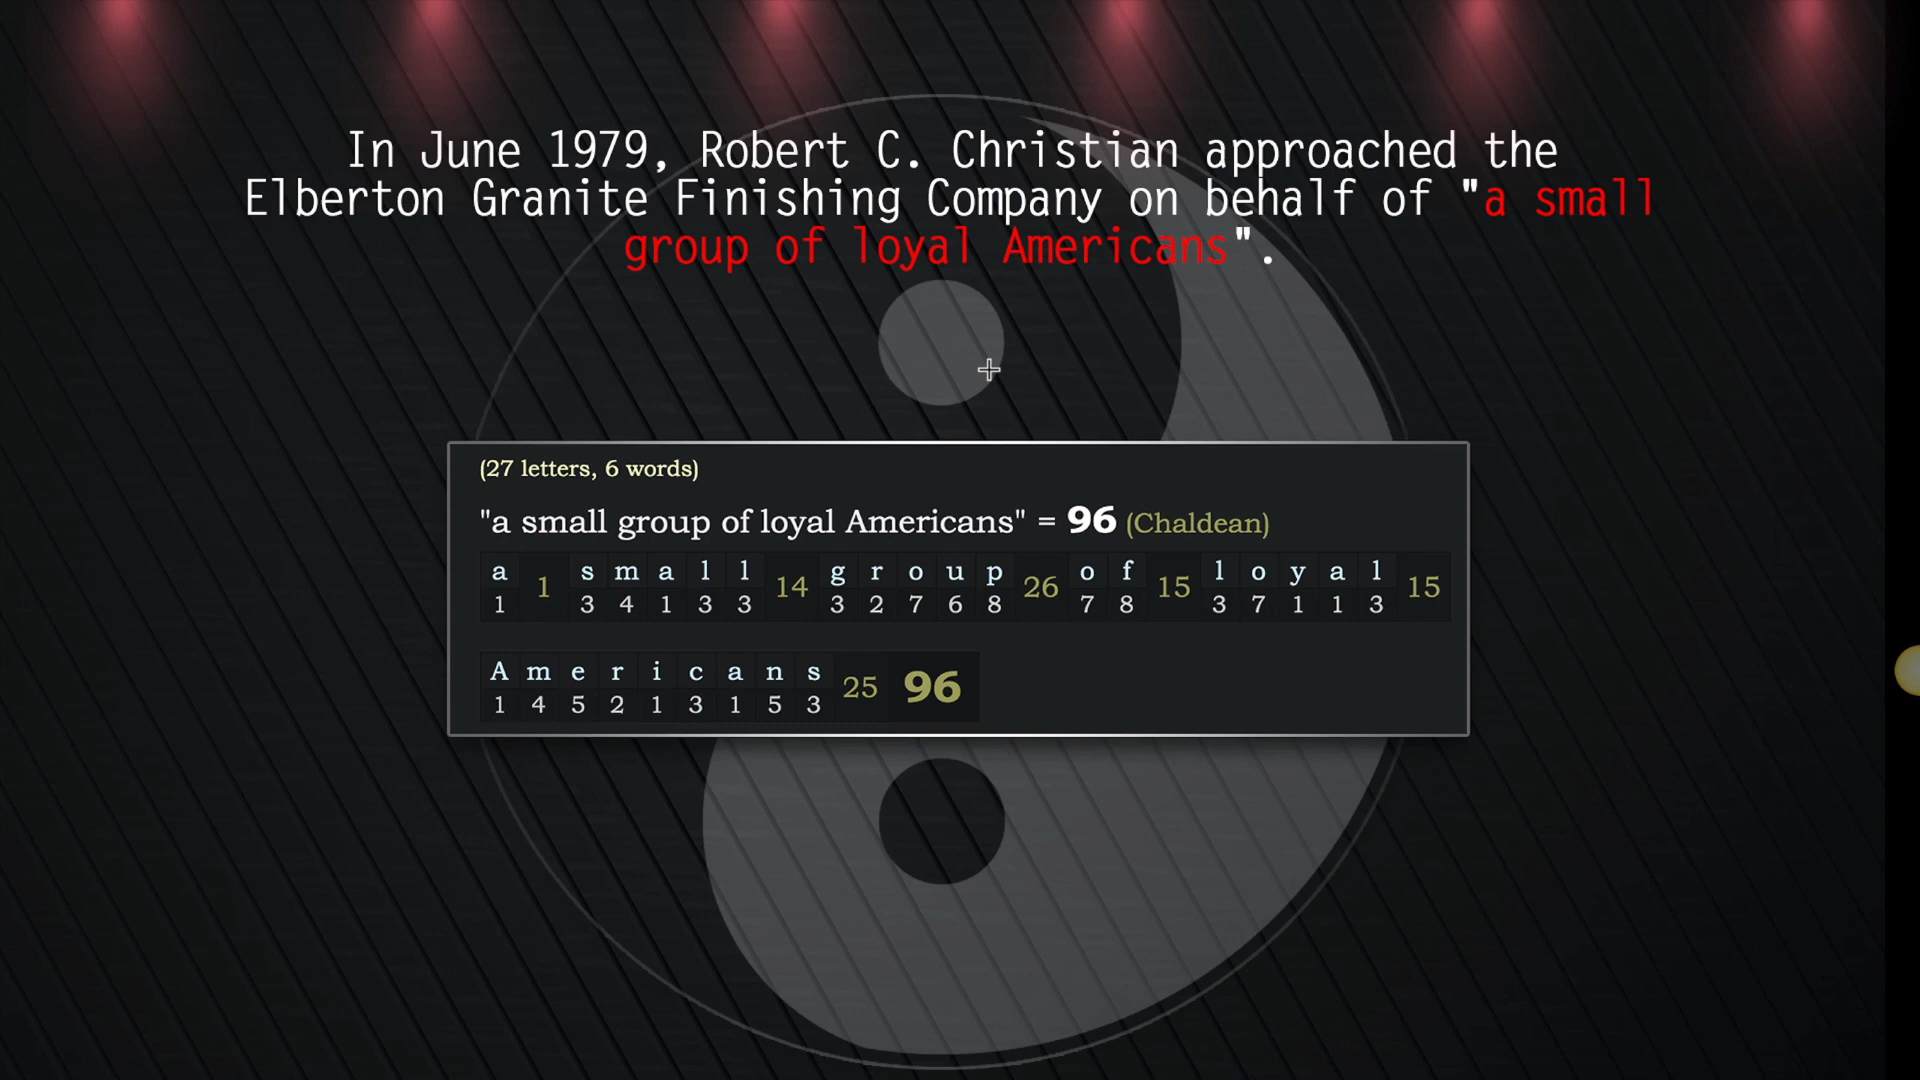 In June 1979, Robert C. Christian approached the
Elberton Granite Finishing Company on behalf of "a small
group of loyal Americans".
(27 letters, 6 words)
"a small group of loyal Americans" = 96 (Chaldean)
a 1 s m a l l 14 g r o u p 26 o f 15 l o y a l 15
1 3 4 1 3 3 3 2 7 6 8 7 8 3 7 1 1 3
A m e r i c a n s 25 96
1 4 5 2 1 3 1 5 3